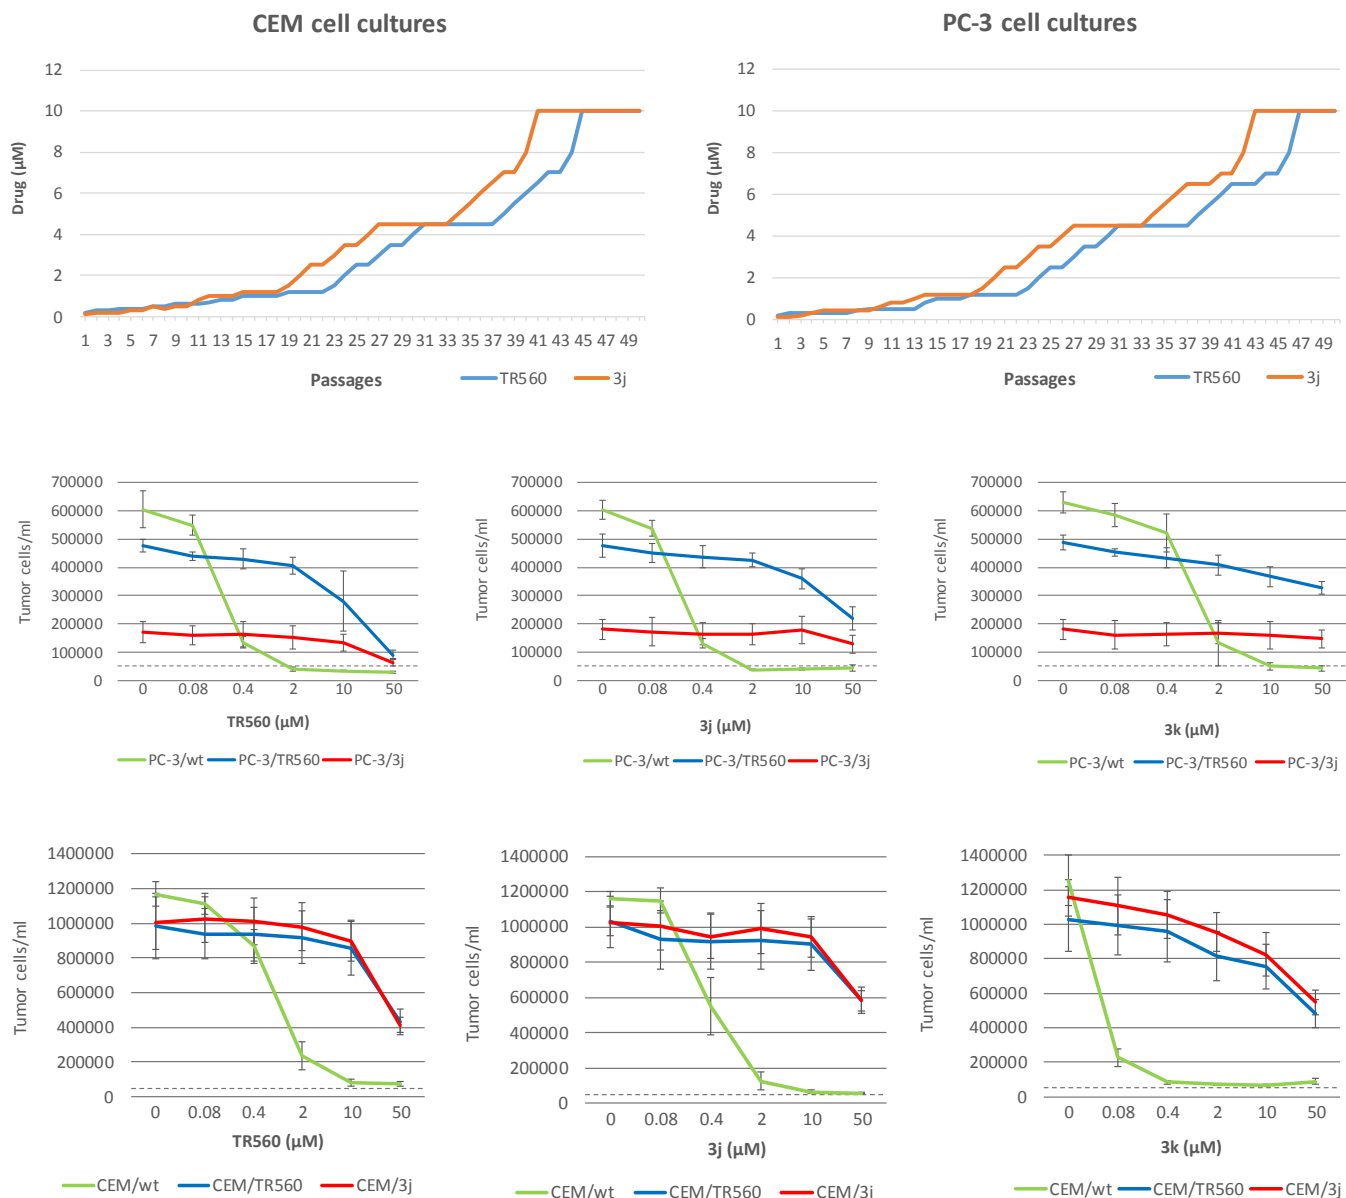 CEM cell cultures
12
10
8
6
4
2
0
Drug (µM)
1 3 5 7 9 11 13 15 17 19 21 23 25 27 29 31 33 35 37 39 41 43 45 47 49
Passages
TR560 3j
PC-3 cell cultures
12
10
8
6
4
2
0
Drug (µM)
1 3 5 7 9 11 13 15 17 19 21 23 25 27 29 31 33 35 37 39 41 43 45 47 49
Passages
TR560 3j
700000
600000
500000
400000
300000
200000
100000
0
Tumor cells/ml
0 0.08 0.4 2 10 50
TR560 (µM)
PC-3/wt PC-3/TR560 PC-3/3j
700000
600000
500000
400000
300000
200000
100000
0
Tumor cells/ml
0 0.08 0.4 2 10 50
3j (µM)
PC-3/wt PC-3/TR560 PC-3/3j
700000
600000
500000
400000
300000
200000
100000
0
Tumor cells/ml
0 0.08 0.4 2 10 50
3k (µM)
PC-3/wt PC-3/TR560 PC-3/3j
1400000
1200000
1000000
800000
600000
400000
200000
0
Tumor cells/ml
0 0.08 0.4 2 10 50
TR560 (µM)
CEM/wt CEM/TR560 CEM/3j
1400000
1200000
1000000
800000
600000
400000
200000
0
Tumor cells/ml
0 0.08 0.4 2 10 50
3j (µM)
CEM/wt CEM/TR560 CEM/3j
1400000
1200000
1000000
800000
600000
400000
200000
0
Tumor cells/ml
0 0.08 0.4 2 10 50
3k (µM)
CEM/wt CEM/TR560 CEM/3j